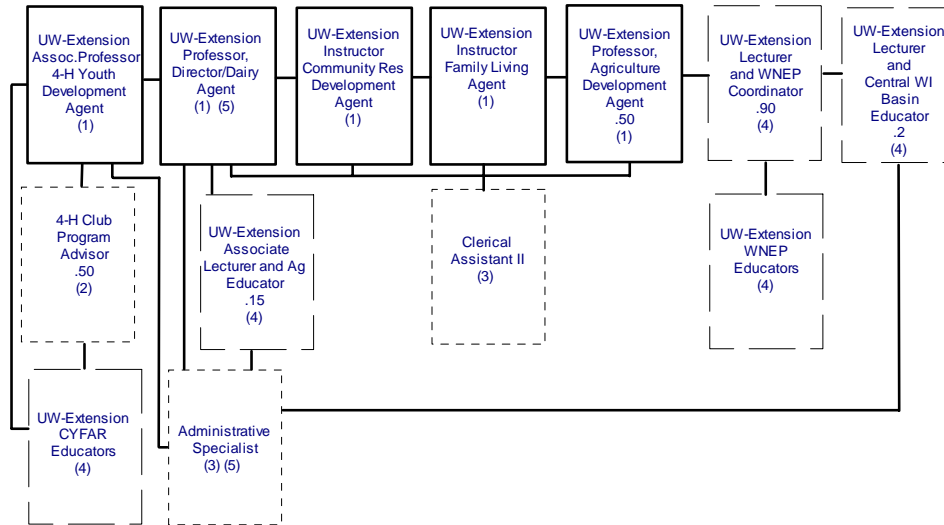 UW-Extension
Assoc.Professor
4-H Youth
Development
Agent
(1)
UW-Extension
Professor,
Director/Dairy
Agent
(1) (5)
UW-Extension
Instructor
Community Res
Development
Agent
(1)
UW-Extension
Instructor
Family Living
Agent
(1)
UW-Extension
Professor,
Agriculture
Development
Agent
.50
(1)
UW-Extension
Lecturer
and WNEP
Coordinator
.90
(4)
UW-Extension
Lecturer
and
Central WI
Basin
Educator
.2
(4)
4-H Club
Program
Advisor
.50
(2)
UW-Extension
Associate
Lecturer and Ag
Educator
.15
(4)
Clerical
Assistant II
(3)
UW-Extension
WNEP
Educators
(4)
UW-Extension
CYFAR
Educators
(4)
Administrative
Specialist
(3) (5)